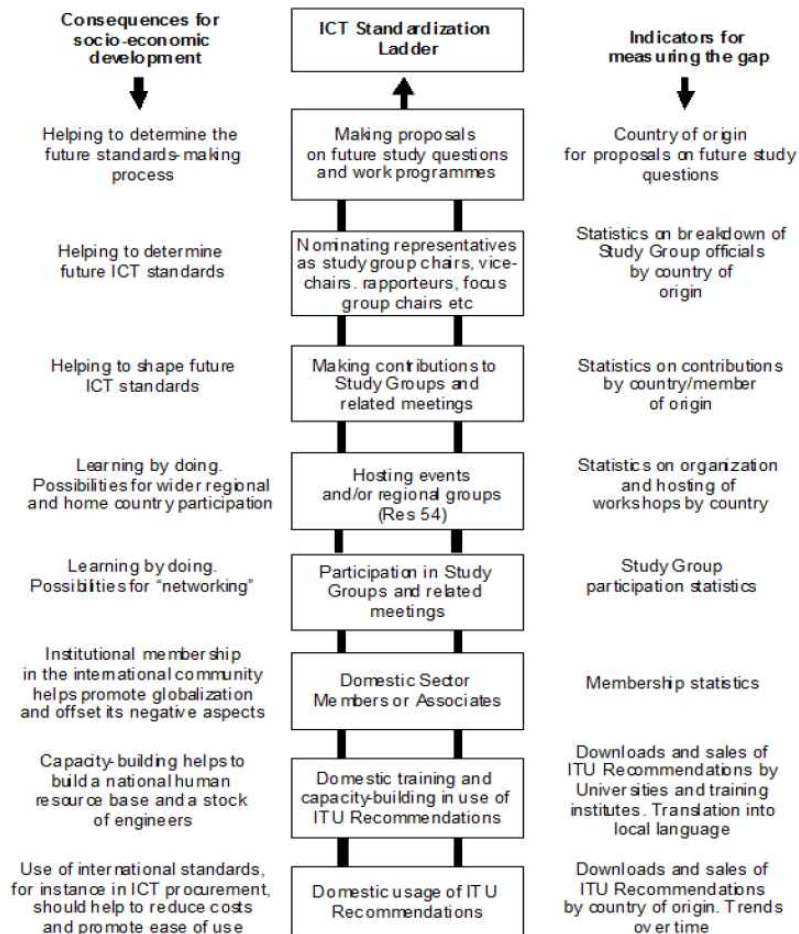 Consequences for
socio-economic
development
ICT Standardization
Ladder
Indicators for
measuring the gap
Helping to determine the
future standards-making
process
Making proposals
on future study questions
and work programmes
Country of origin
for proposals on future study
questions
Helping to determine
future ICT standards
Nominating representatives
as study group chairs, vice-
chairs. rapporteurs, focus
group chairs etc
Statistics on breakdown of
Study Group officials
by country of
origin
Helping to shape future
ICT standards
Making contributions to
Study Groups and
related meetings
Statistics on contributions
by country/member
of origin
Learning by doing.
Possibilities for wider regional
and home country participation
Hosting events
and/or regional groups
(Res 54)
Statistics on organization
and hosting of
workshops by country
Learning by doing.
Possibilities for “networking”
Participation in Study
Groups and related
meetings
Study Group
participation statistics
Institutional membership
in the international community
helps promote globalization
and offset its negative aspects
Domestic Sector
Members or Associates
Membership statistics
Capacity-building helps to
build a national human
resource base and a stock
of engineers
Domestic training and
capacity-building in use of
ITU Recommendations
Downloads and sales of
ITU Recommendations by
Universities and training
institutes. Translation into
local language
Use of international standards,
for instance in ICT procurement,
should help to reduce costs
and promote ease of use
Domestic usage of ITU
Recommendations
Downloads and sales of
ITU Recommendations
by country of origin. Trends
over time